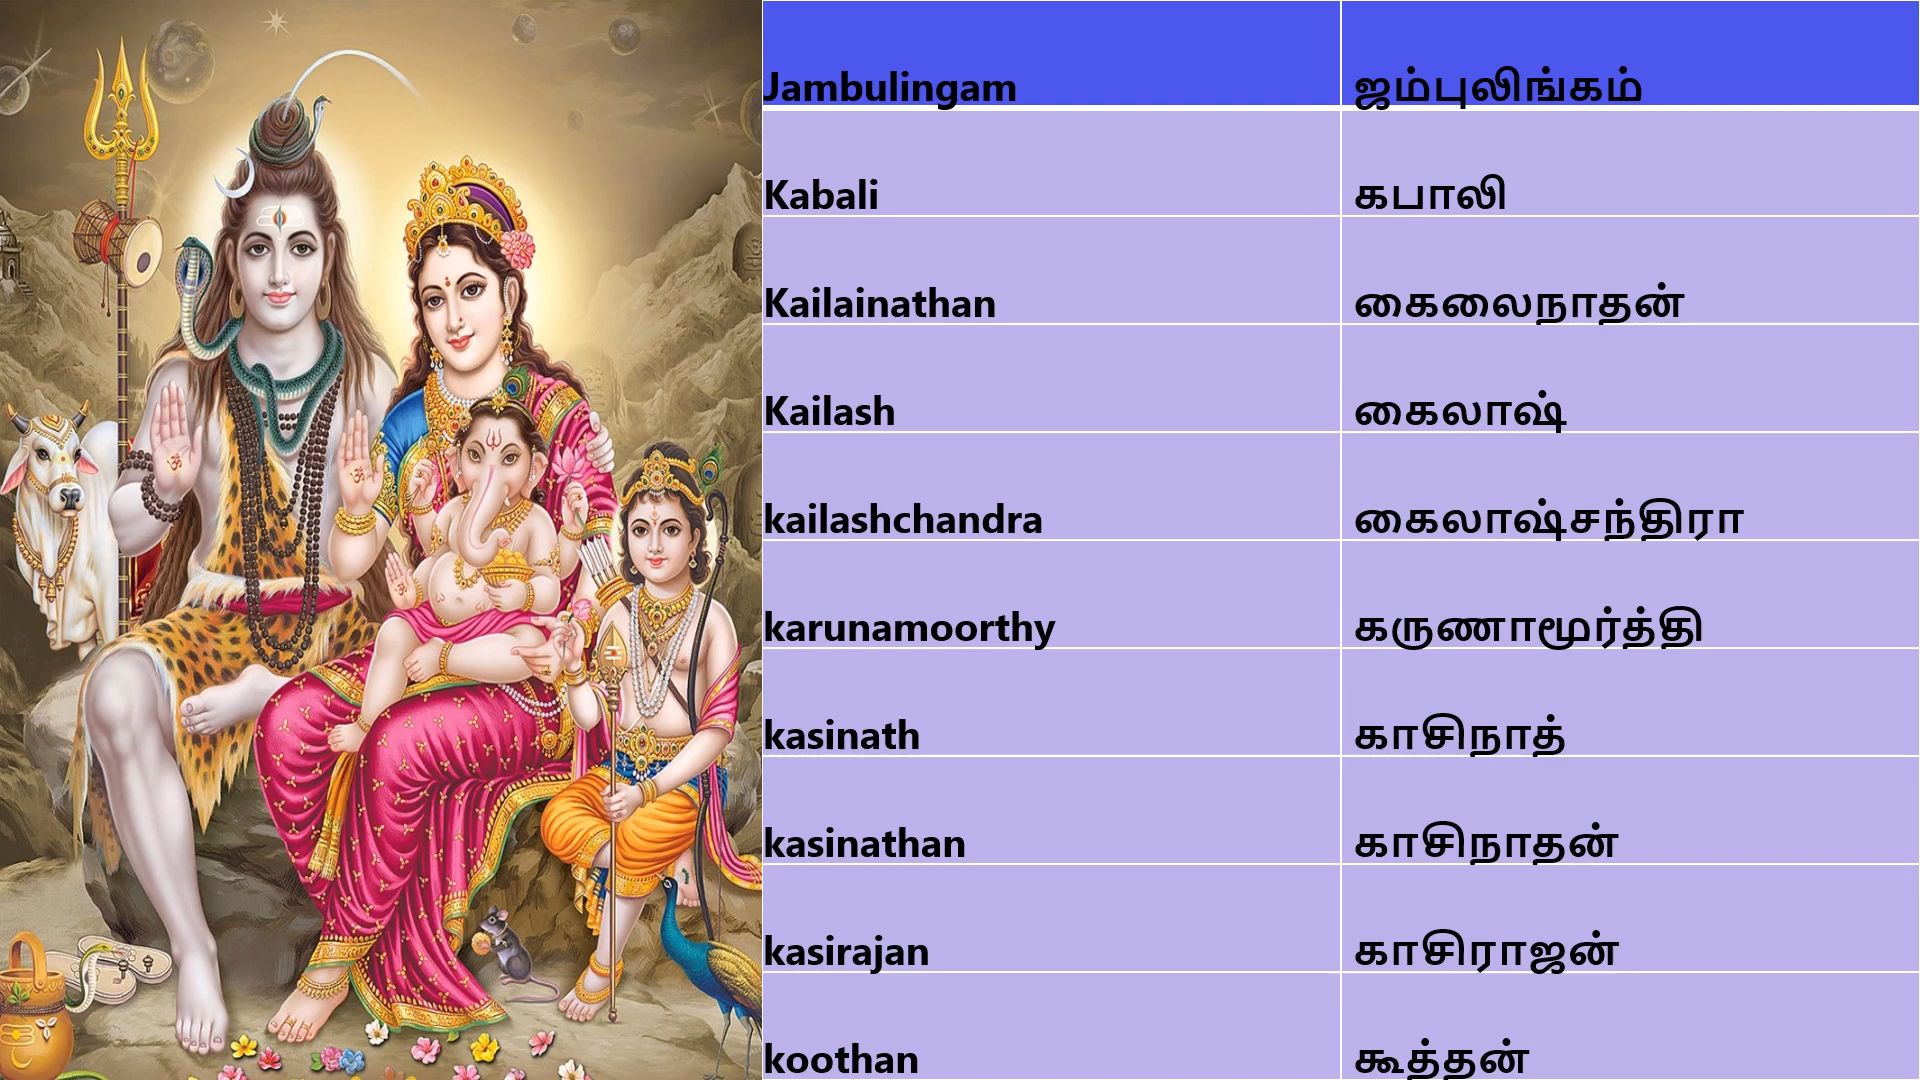 Jambulingam ஜம்புலிங்கம்
Kabali கபாலி
Kailainathan கைலைநாதன்
Kailash கைலாஷ்
kailashchandra கைலாஷ்சந்திரா
karunamoorthy கருணாமூர்த்தி
kasinath காசிநாத்
kasinathan காசிநாதன்
kasirajan காசிராஜன்
koothan கூத்தன்